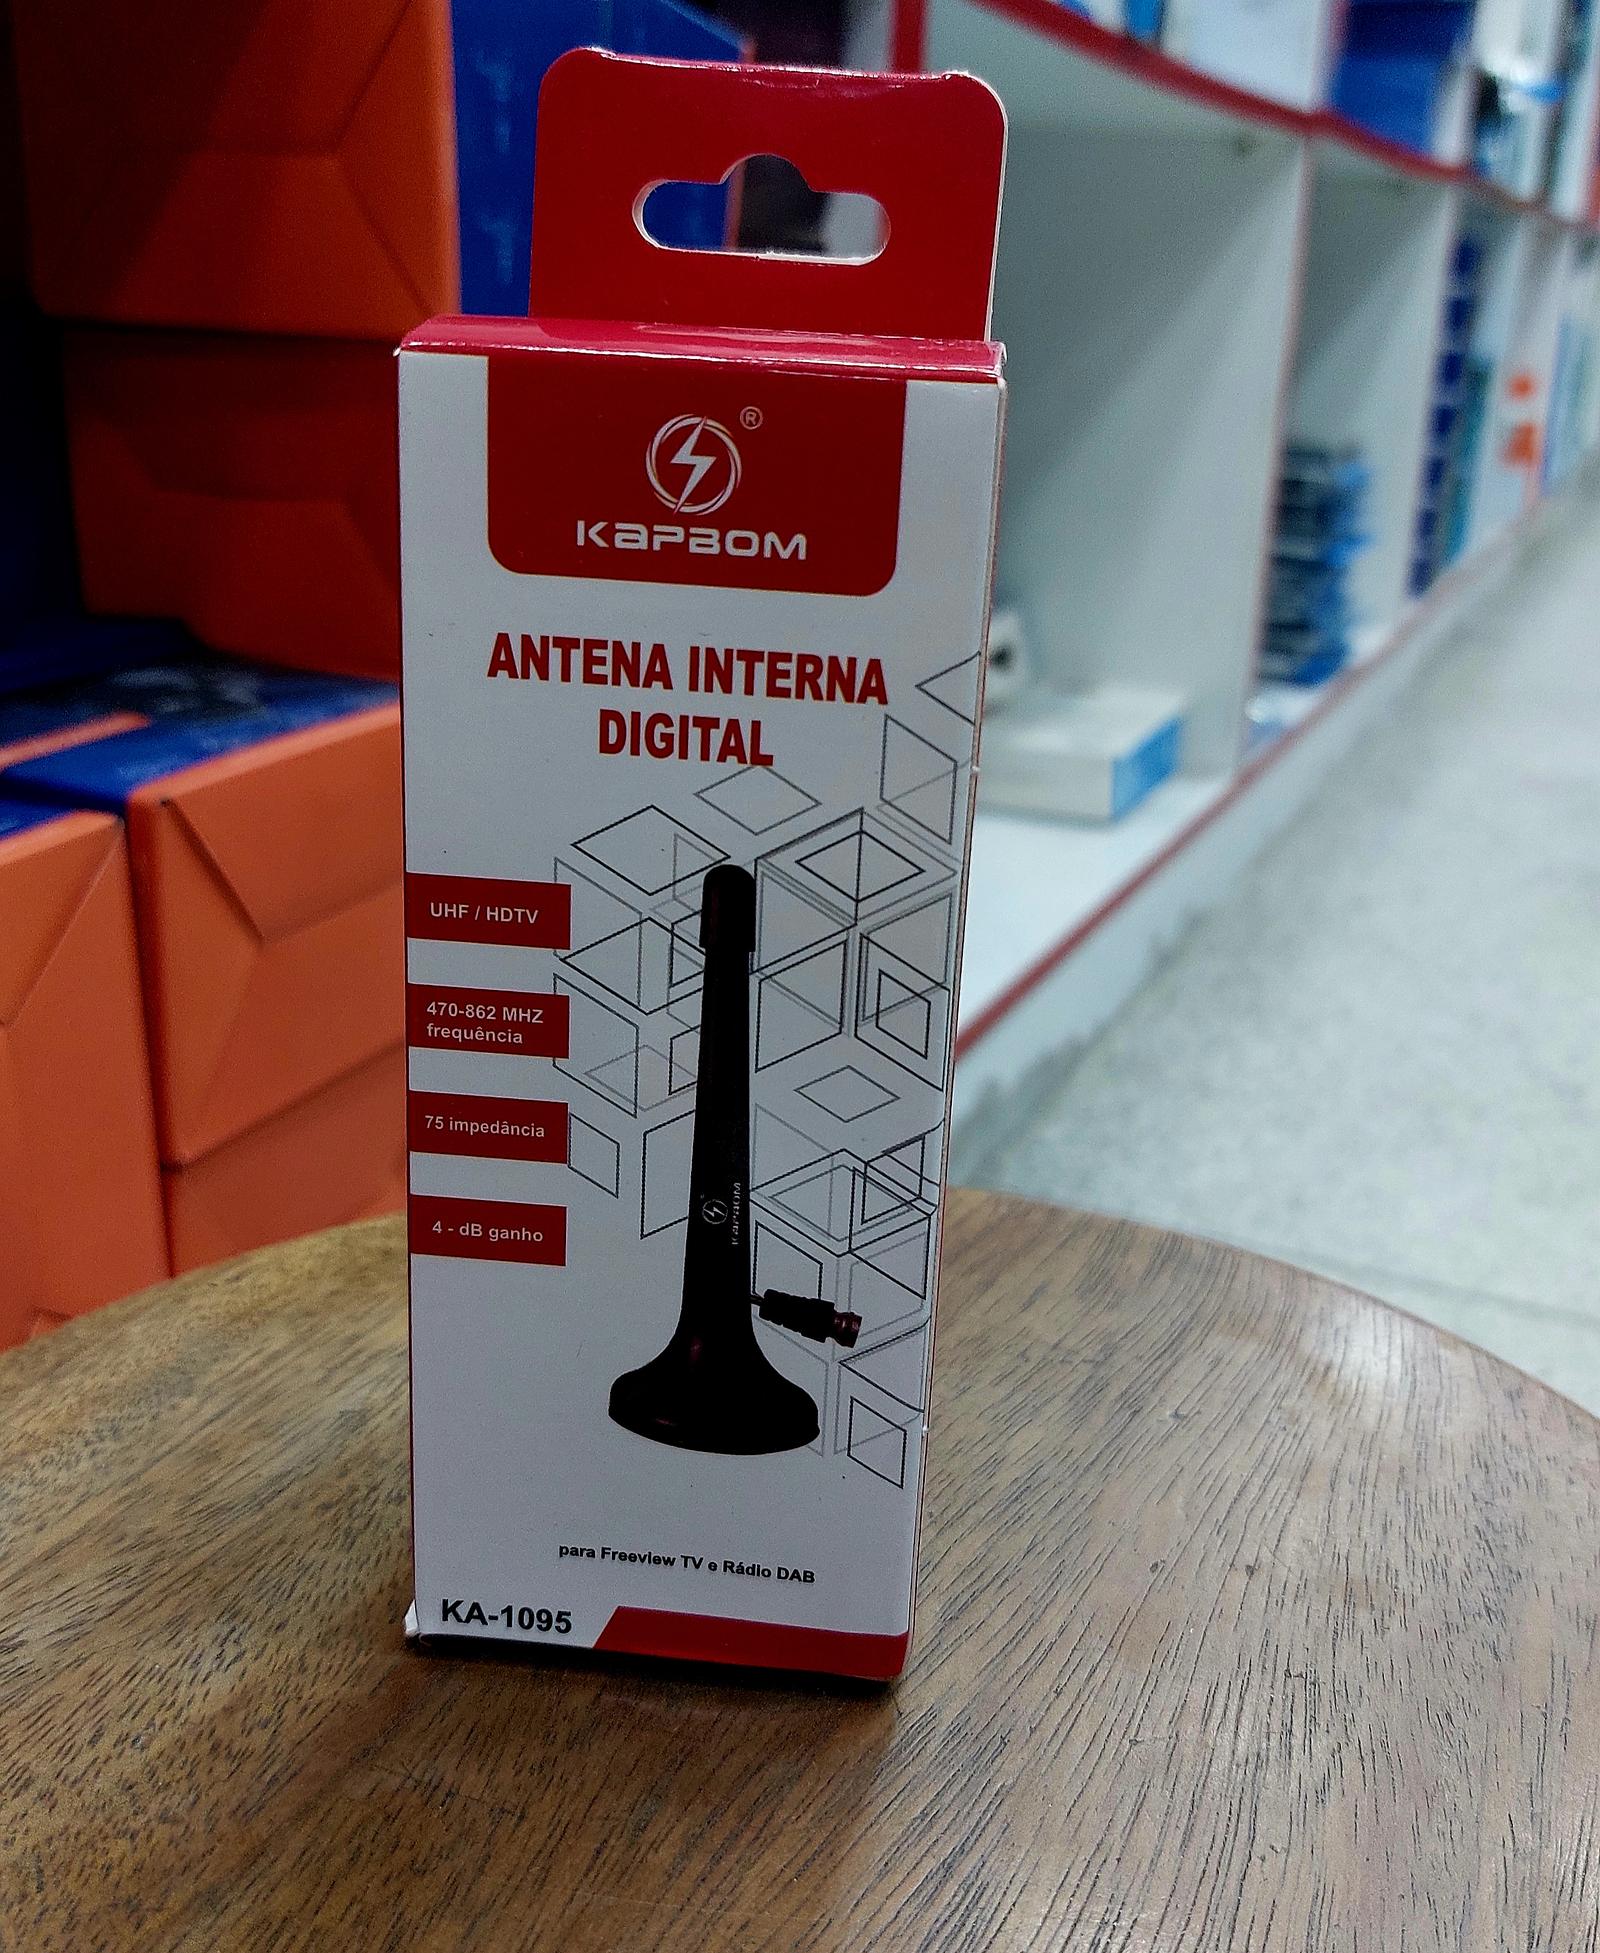 ®
KAPBOM
ANTENA INTERNA
DIGITAL
UHF / HDTV
470-862 MHZ
frequência
75 impedância
4 - dB ganho
KAPBOM
para Freeview TV e Rádio DAB
KA-1095